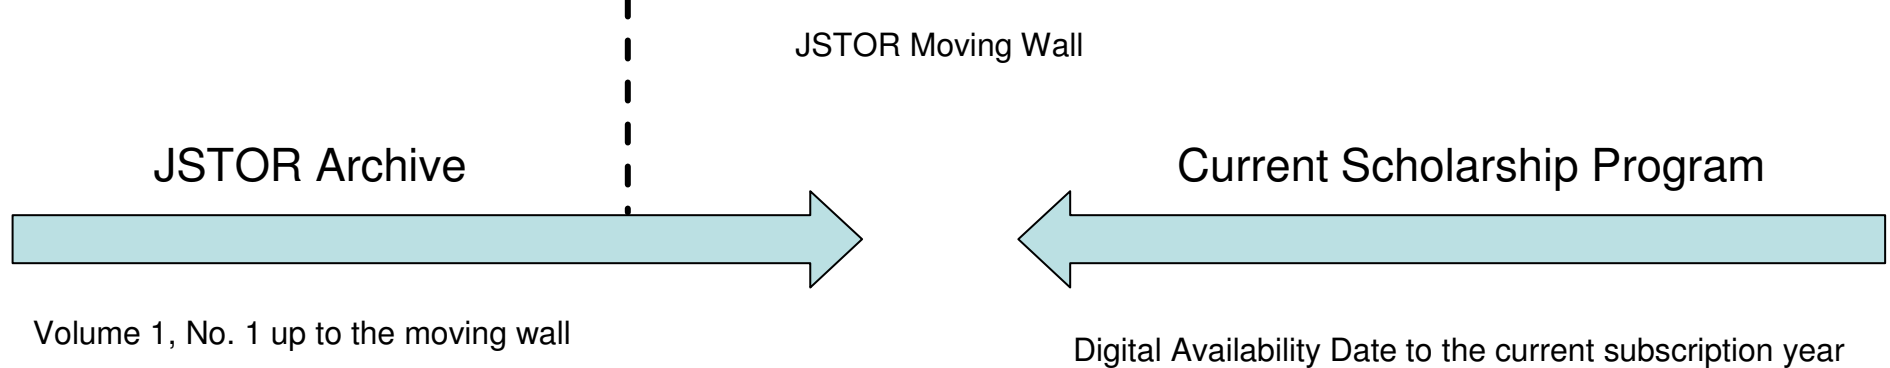 JSTOR Moving Wall
JSTOR Archive
Current Scholarship Program
Volume 1, No. 1 up to the moving wall
Digital Availability Date to the current subscription year